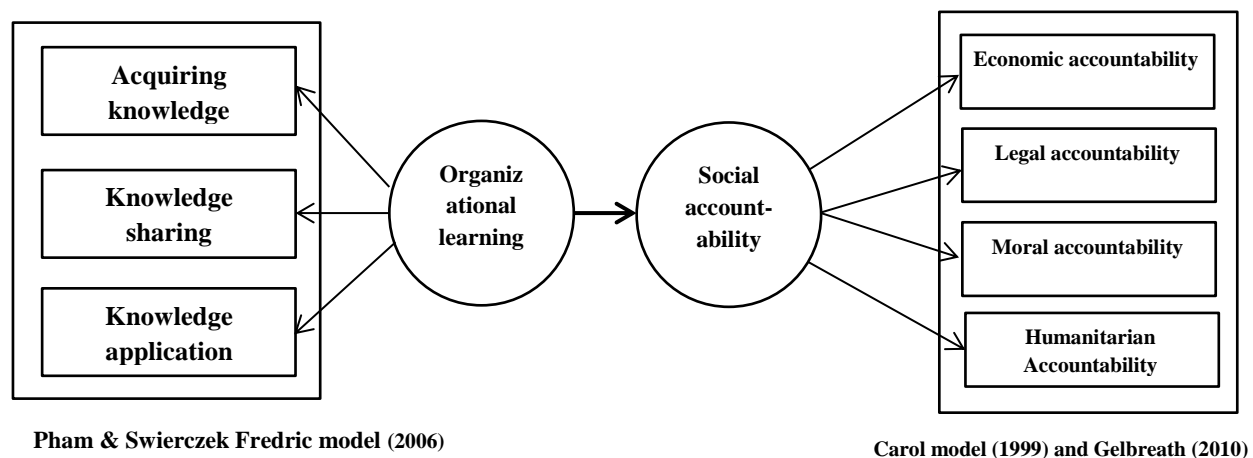 Acquiring
knowledge
Knowledge
sharing
Knowledge
application
Organiz
ational
learning
Social
account-
ability
Economic accountability
Legal accountability
Moral accountability
Humanitarian
Accountability
Pham & Swierczek Fredric model (2006)
Carol model (1999) and Gelbreath (2010)